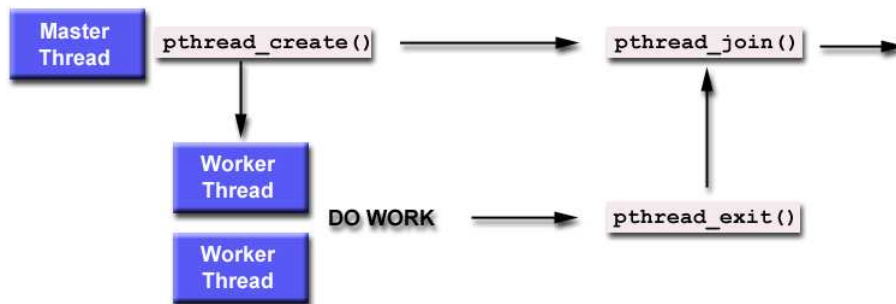 Master
Thread
pthread_create()
pthread_join()
Worker
Thread
DO WORK
pthread_exit()
Worker
Thread